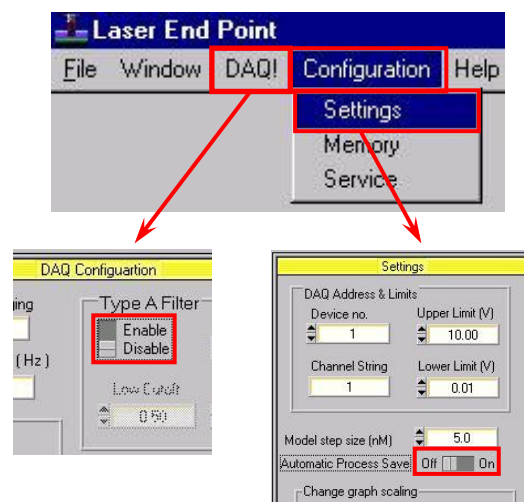 Laser End Point
File Window DAQ! Configuration Help
Settings
Memory
Service
DAQ Configuartion
ing
Type A Filter
Enable
Disable
( Hz )
Low Cutoff
0.50
Settings
DAQ Address & Limits
Device no. Upper Limit (V)
1 10.00
Channel String Lower Limit (V)
1 0.01
Model step size (nM) 5.0
Automatic Process Save Off On
Change graph scaling